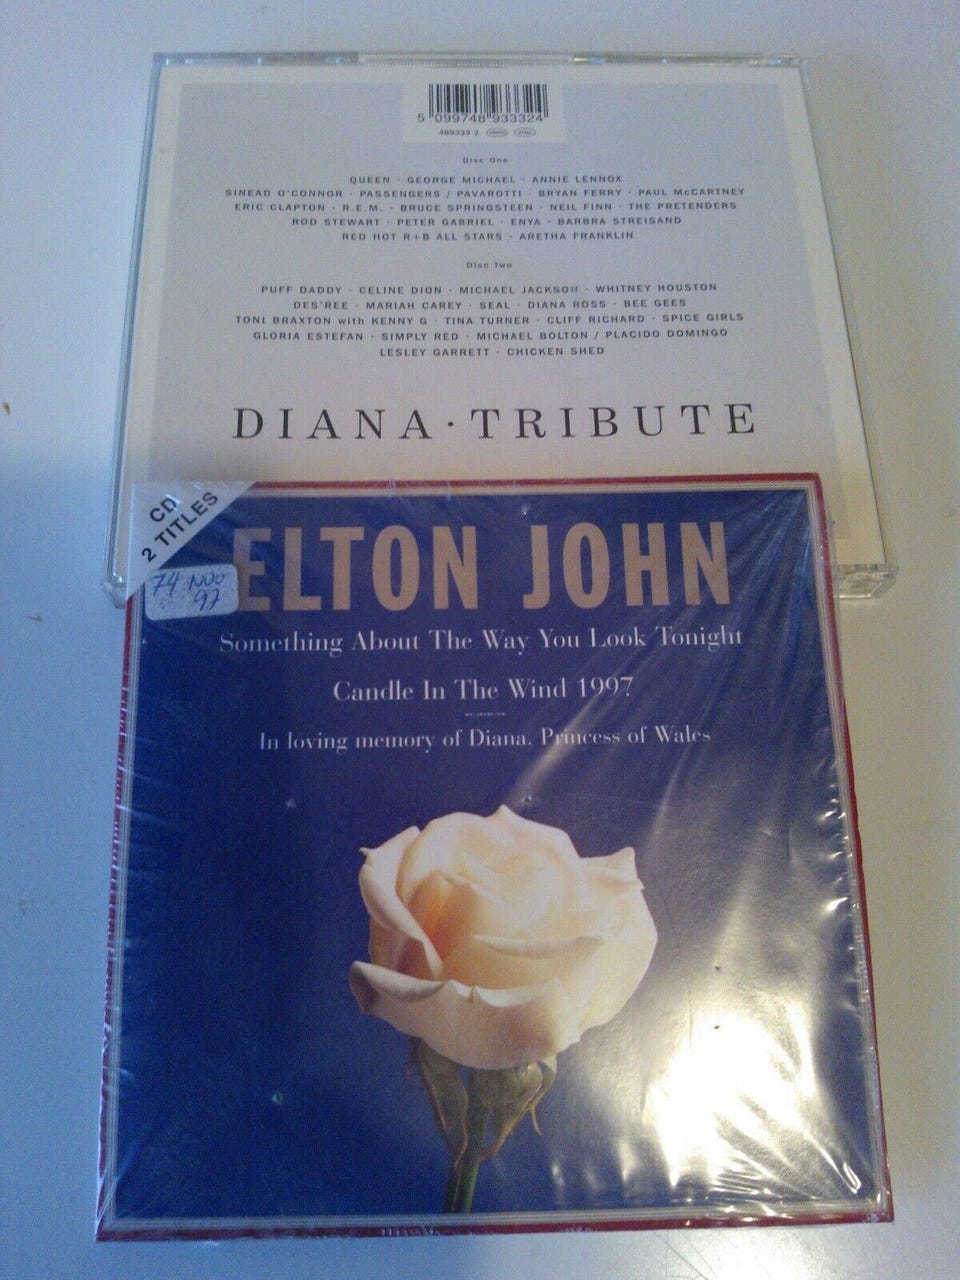 5 099748 933324
489333 2
Disc One
QUEEN · GEORGE MICHAEL · ANNIE LENNOX
SINEAD O'CONNOR · PASSENGERS / PAVAROTTI · BRYAN FERRY · PAUL McCARTNEY
ERIC CLAPTON · R.E.M. · BRUCE SPRINGSTEEN · NEIL FINN · THE PRETENDERS
ROD STEWART · PETER GABRIEL · ENYA · BARBRA STREISAND
RED HOT R+B ALL STARS · ARETHA FRANKLIN
Disc Two
PUFF DADDY · CELINE DION · MICHAEL JACKSON · WHITNEY HOUSTON
DES'REE · MARIAH CAREY · SEAL · DIANA ROSS · BEE GEES
TONI BRAXTON with KENNY G · TINA TURNER · CLIFF RICHARD · SPICE GIRLS
GLORIA ESTEFAN · SIMPLY RED · MICHAEL BOLTON / PLACIDO DOMINGO
LESLEY GARRETT · CHICKEN SHED
DIANA · TRIBUTE
CD
2 TITLES
74 NOV
97
ELTON JOHN
Something About The Way You Look Tonight
Candle In The Wind 1997
In loving memory of Diana, Princess of Wales